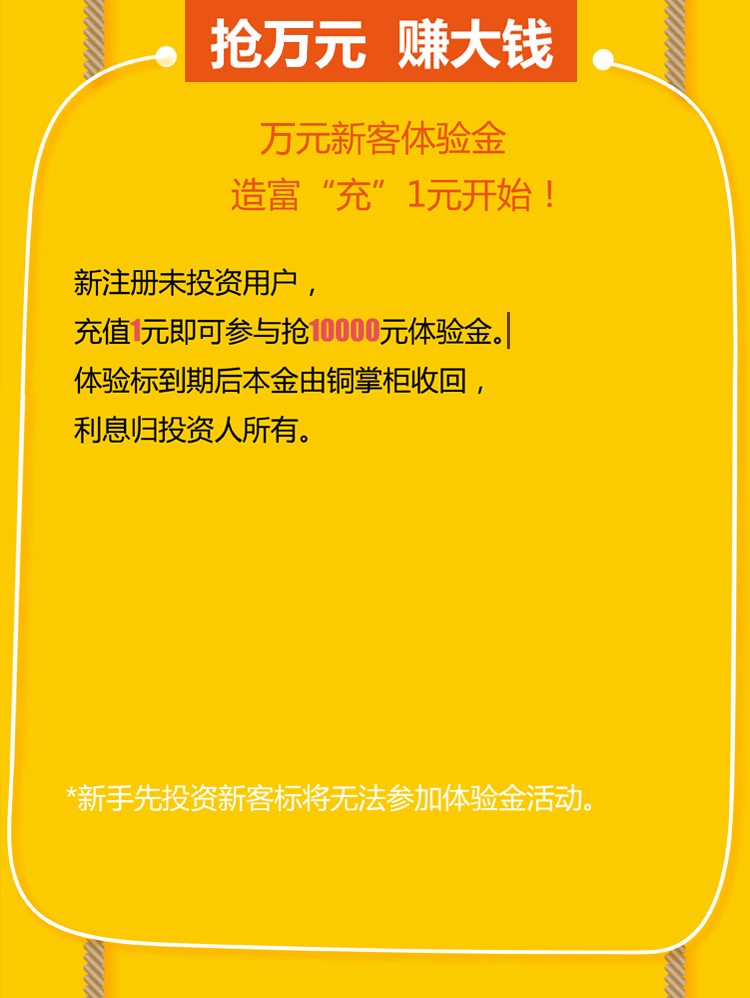 抢万元 赚大钱
万元新客体验金
造富“充”1元开始！
新注册未投资用户，
充值1元即可参与抢10000元体验金。
体验标到期后本金由铜掌柜收回，
利息归投资人所有。
*新手先投资新客标将无法参加体验金活动。